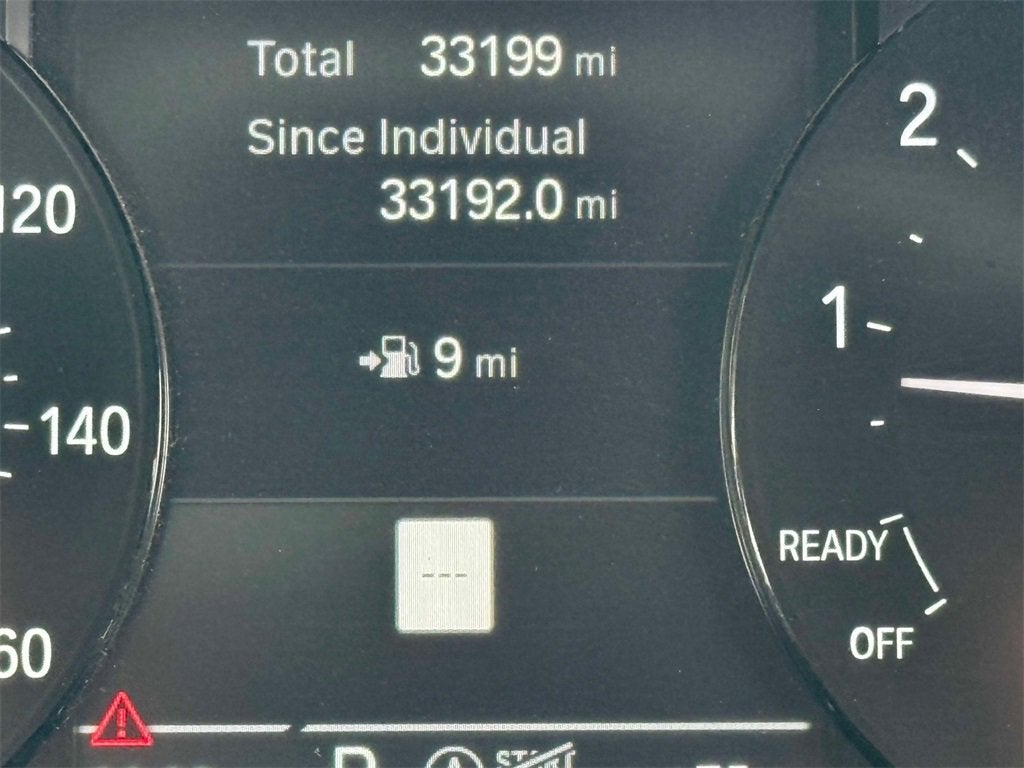 Total 33199 mi
Since Individual
33192.0 mi
2
120
1
9 mi
140
READY
---
OFF
60
P
A